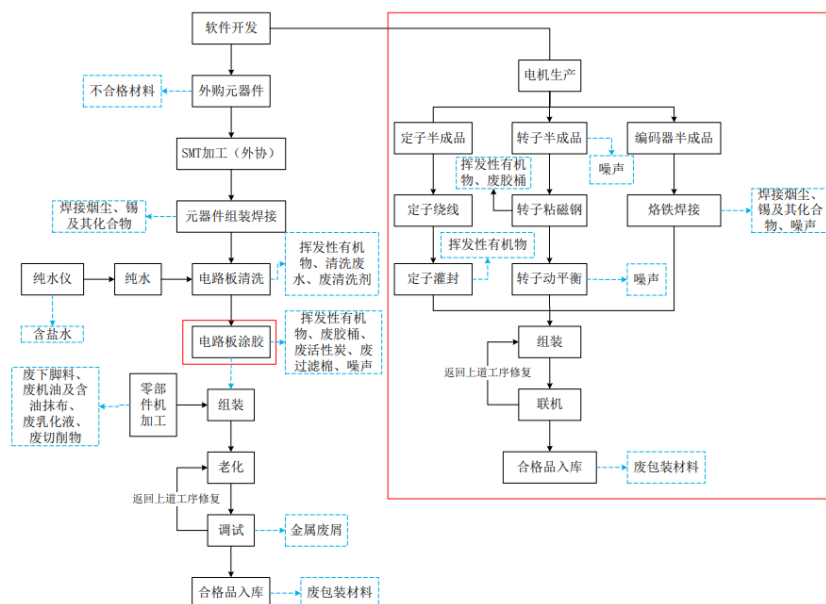 软件开发
电机生产
不合格材料
外购元器件
定子半成品
转子半成品
编码器半成品
SMT加工（外协）
噪声
挥发性有机
物、废胶桶
焊接烟尘、锡
及其化合物
元器件组装焊接
定子绕线
转子粘磁钢
烙铁焊接
焊接烟尘、
锡及其化合
物、噪声
挥发性有机物
纯水仪
纯水
电路板清洗
挥发性有机
物、清洗废
水、废清洗剂
定子灌封
转子动平衡
噪声
含盐水
电路板涂胶
挥发性有机
物、废胶桶、
废活性炭、废
过滤棉、噪声
组装
返回上道工序修复
废下脚料、
废机油及含
油抹布、
废乳化液、
废切削物
零部
件机
加工
组装
联机
老化
合格品入库
废包装材料
返回上道工序修复
调试
金属废屑
合格品入库
废包装材料